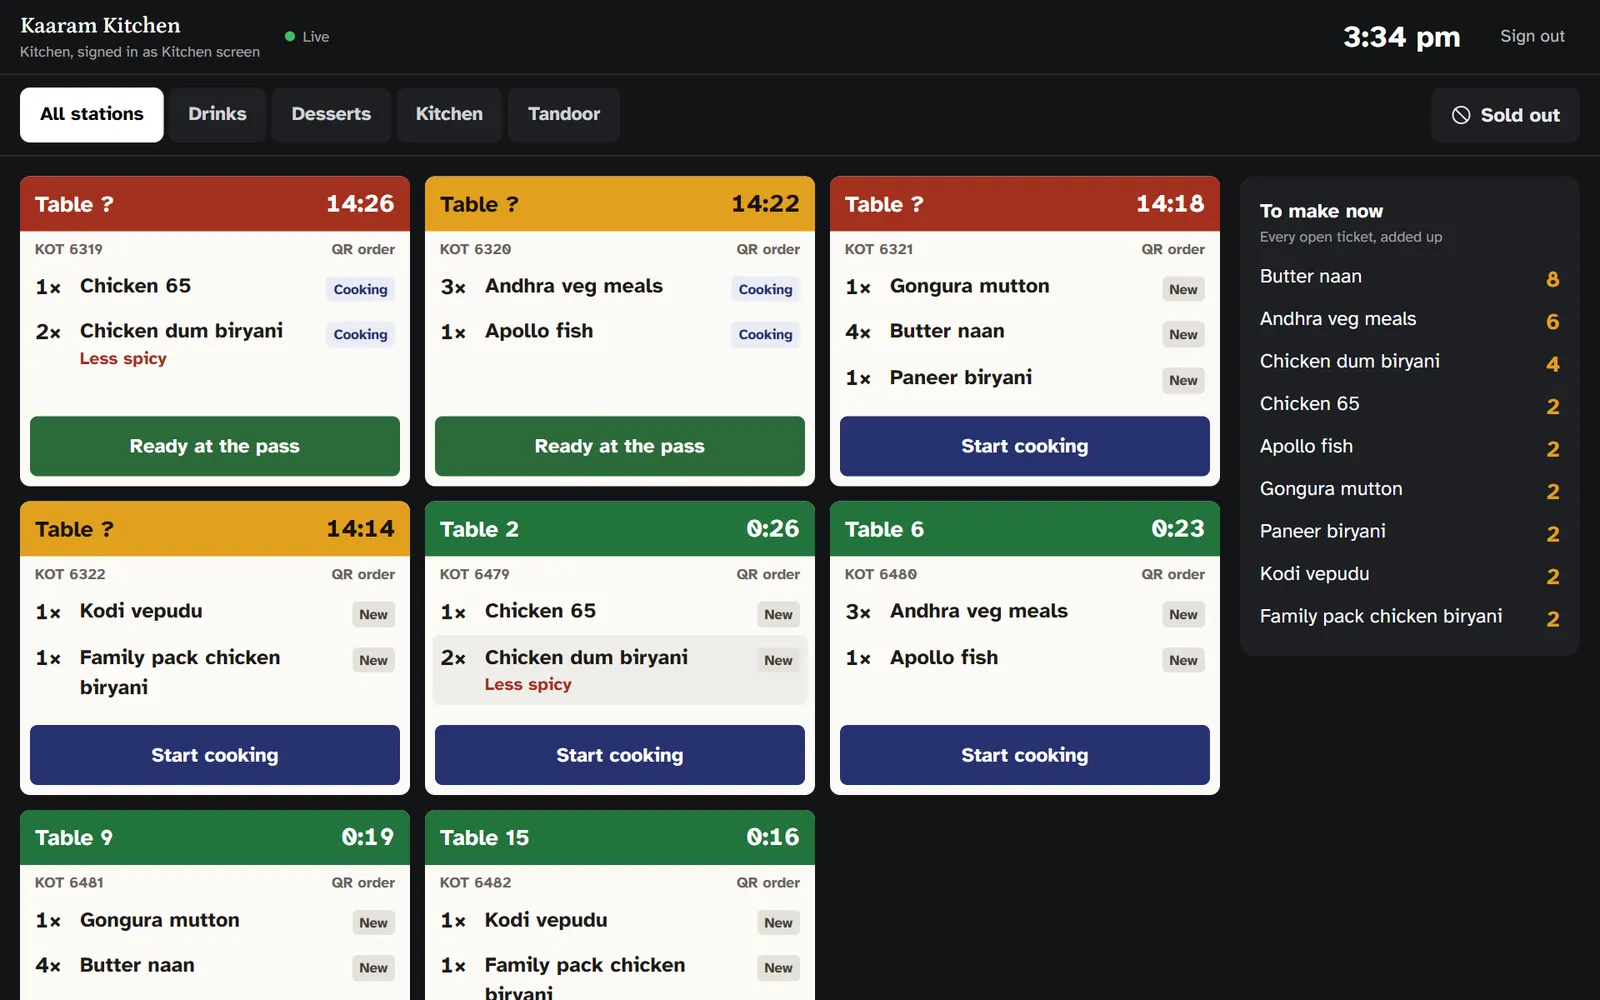 Kaaram Kitchen
Kitchen, signed in as Kitchen screen
Live
3:34 pm
Sign out
All stations
Drinks
Desserts
Kitchen
Tandoor
Sold out
Table ?
14:26
KOT 6319
QR order
1× Chicken 65
Cooking
2× Chicken dum biryani
Cooking
Less spicy
Ready at the pass
Table ?
14:22
KOT 6320
QR order
3× Andhra veg meals
Cooking
1× Apollo fish
Cooking
Ready at the pass
Table ?
14:18
KOT 6321
QR order
1× Gongura mutton
New
4× Butter naan
New
1× Paneer biryani
New
Start cooking
Table ?
14:14
KOT 6322
QR order
1× Kodi vepudu
New
1× Family pack chicken
biryani
New
Start cooking
Table 2
0:26
KOT 6479
QR order
1× Chicken 65
New
2× Chicken dum biryani
New
Less spicy
Start cooking
Table 6
0:23
KOT 6480
QR order
3× Andhra veg meals
New
1× Apollo fish
New
Start cooking
Table 9
0:19
KOT 6481
QR order
1× Gongura mutton
New
4× Butter naan
New
Table 15
0:16
KOT 6482
QR order
1× Kodi vepudu
New
1× Family pack chicken
biryani
New
To make now
Every open ticket, added up
Butter naan 8
Andhra veg meals 6
Chicken dum biryani 4
Chicken 65 2
Apollo fish 2
Gongura mutton 2
Paneer biryani 2
Kodi vepudu 2
Family pack chicken biryani 2